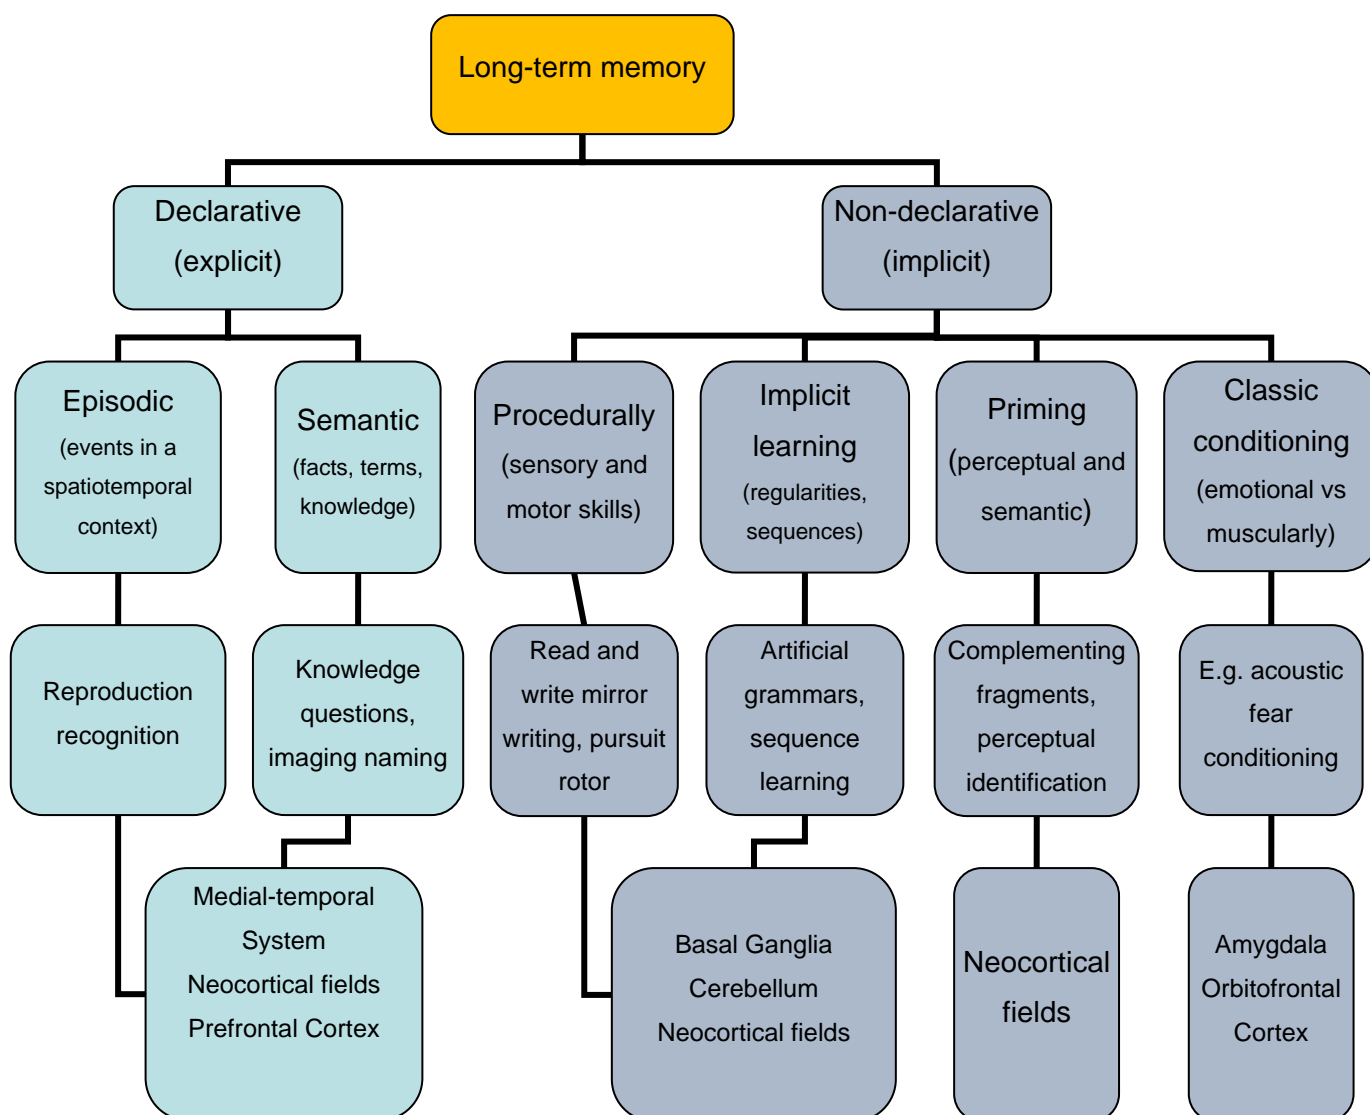 Long-term memory
Declarative
(explicit)
Non-declarative
(implicit)
Episodic
(events in a
spatiotemporal
context)
Semantic
(facts, terms,
knowledge)
Procedurally
(sensory and
motor skills)
Implicit
learning
(regularities,
sequences)
Priming
(perceptual and
semantic)
Classic
conditioning
(emotional vs
muscularly)
Reproduction
recognition
Knowledge
questions,
imaging naming
Read and
write mirror
writing, pursuit
rotor
Artificial
grammars,
sequence
learning
Complementing
fragments,
perceptual
identification
E.g. acoustic
fear
conditioning
Medial-temporal
System
Neocortical fields
Prefrontal Cortex
Basal Ganglia
Cerebellum
Neocortical fields
Neocortical
fields
Amygdala
Orbitofrontal
Cortex